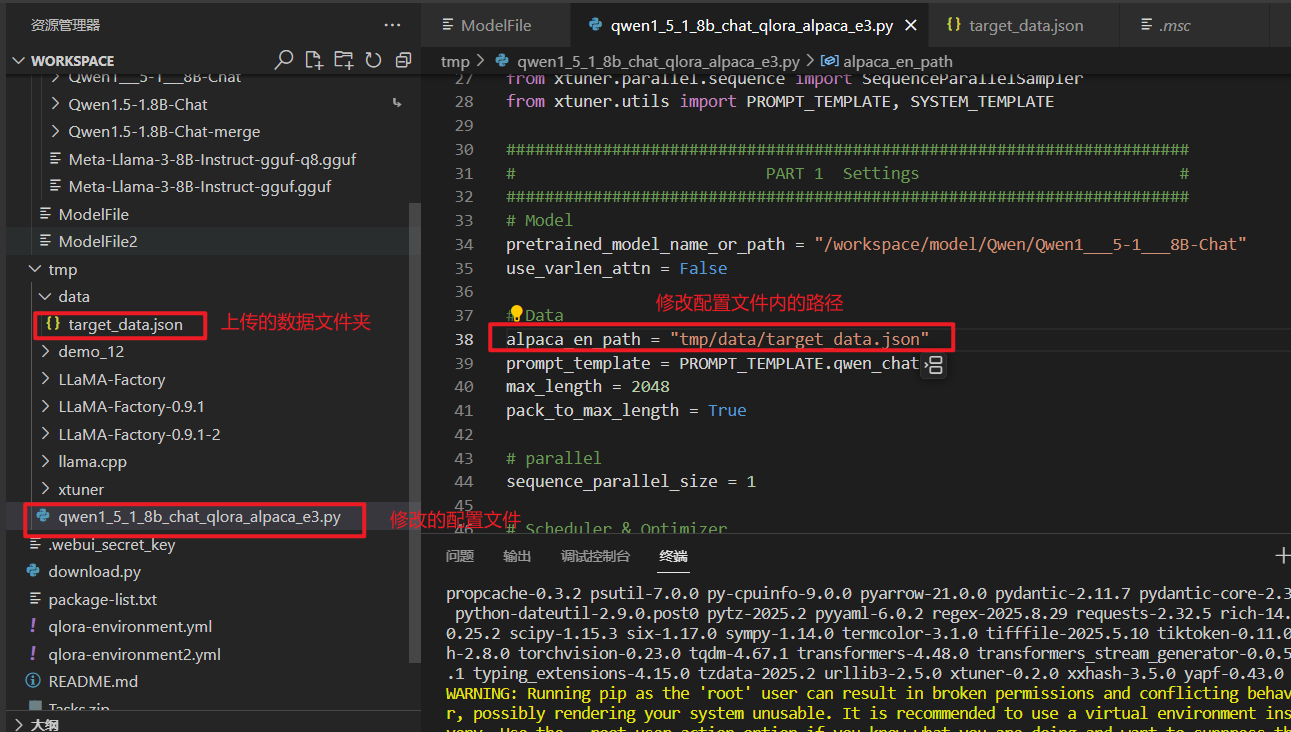 资源管理器
WORKSPACE
Qwen1___5-1___8B-Chat
Qwen1.5-1.8B-Chat
Qwen1.5-1.8B-Chat-merge
Meta-Llama-3-8B-Instruct-gguf-q8.gguf
Meta-Llama-3-8B-Instruct-gguf.gguf
ModelFile
ModelFile2
tmp
data
{} target_data.json 上传的数据文件夹
demo_12
LLaMA-Factory
LLaMA-Factory-0.9.1
LLaMA-Factory-0.9.1-2
llama.cpp
xtuner
qwen1_5_1_8b_chat_qlora_alpaca_e3.py 修改的配置文件
.webui_secret_key
download.py
package-list.txt
! qlora-environment.yml
! qlora-environment2.yml
README.md
Tasks.zip
大纲
ModelFile
qwen1_5_1_8b_chat_qlora_alpaca_e3.py
{} target_data.json
.msc
tmp > qwen1_5_1_8b_chat_qlora_alpaca_e3.py > alpaca_en_path
27 from xtuner.parallel.sequence import SequenceParallelSampler
28 from xtuner.utils import PROMPT_TEMPLATE, SYSTEM_TEMPLATE
29
30 #######################################################################
31 # PART 1 Settings #
32 #######################################################################
33 # Model
34 pretrained_model_name_or_path = "/workspace/model/Qwen/Qwen1___5-1___8B-Chat"
35 use_varlen_attn = False
36
修改配置文件内的路径
37 # Data
38 alpaca_en_path = "tmp/data/target_data.json"
39 prompt_template = PROMPT_TEMPLATE.qwen_chat
40 max_length = 2048
41 pack_to_max_length = True
42
43 # parallel
44 sequence_parallel_size = 1
45
46 # Scheduler & Optimizer
问题 输出 调试控制台 终端
propcache-0.3.2 psutil-7.0.0 py-cpuinfo-9.0.0 pyarrow-21.0.0 pydantic-2.11.7 pydantic-core-2.3
python-dateutil-2.9.0.post0 pytz-2025.2 pyyaml-6.0.2 regex-2025.8.29 requests-2.32.5 rich-14.
0.25.2 scipy-1.15.3 six-1.17.0 sympy-1.14.0 termcolor-3.1.0 tifffile-2025.5.10 tiktoken-0.11.0
h-2.8.0 torchvision-0.23.0 tqdm-4.67.1 transformers-4.48.0 transformers_stream_generator-0.0.5
.1 typing_extensions-4.15.0 tzdata-2025.2 urllib3-2.5.0 xtuner-0.2.0 xxhash-3.5.0 yapf-0.43.0
WARNING: Running pip as the 'root' user can result in broken permissions and conflicting behav
r, possibly rendering your system unusable. It is recommended to use a virtual environment ins